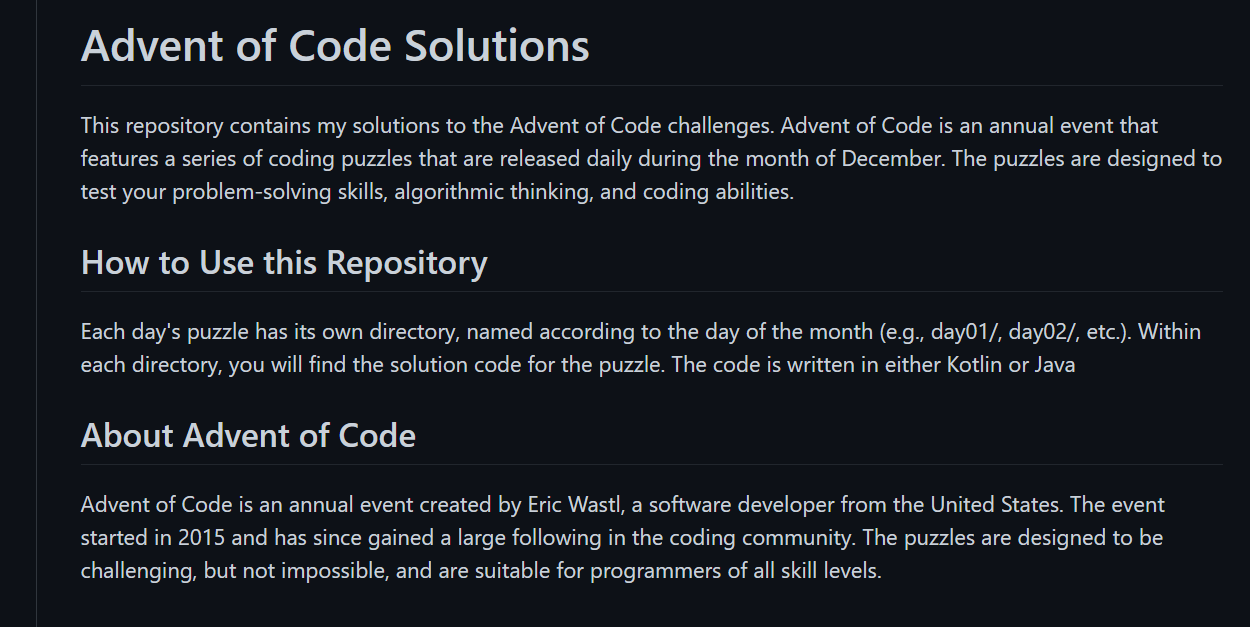 Advent of Code Solutions
This repository contains my solutions to the Advent of Code challenges. Advent of Code is an annual event that
features a series of coding puzzles that are released daily during the month of December. The puzzles are designed to
test your problem-solving skills, algorithmic thinking, and coding abilities.
How to Use this Repository
Each day's puzzle has its own directory, named according to the day of the month (e.g., day01/, day02/, etc.). Within
each directory, you will find the solution code for the puzzle. The code is written in either Kotlin or Java
About Advent of Code
Advent of Code is an annual event created by Eric Wastl, a software developer from the United States. The event
started in 2015 and has since gained a large following in the coding community. The puzzles are designed to be
challenging, but not impossible, and are suitable for programmers of all skill levels.